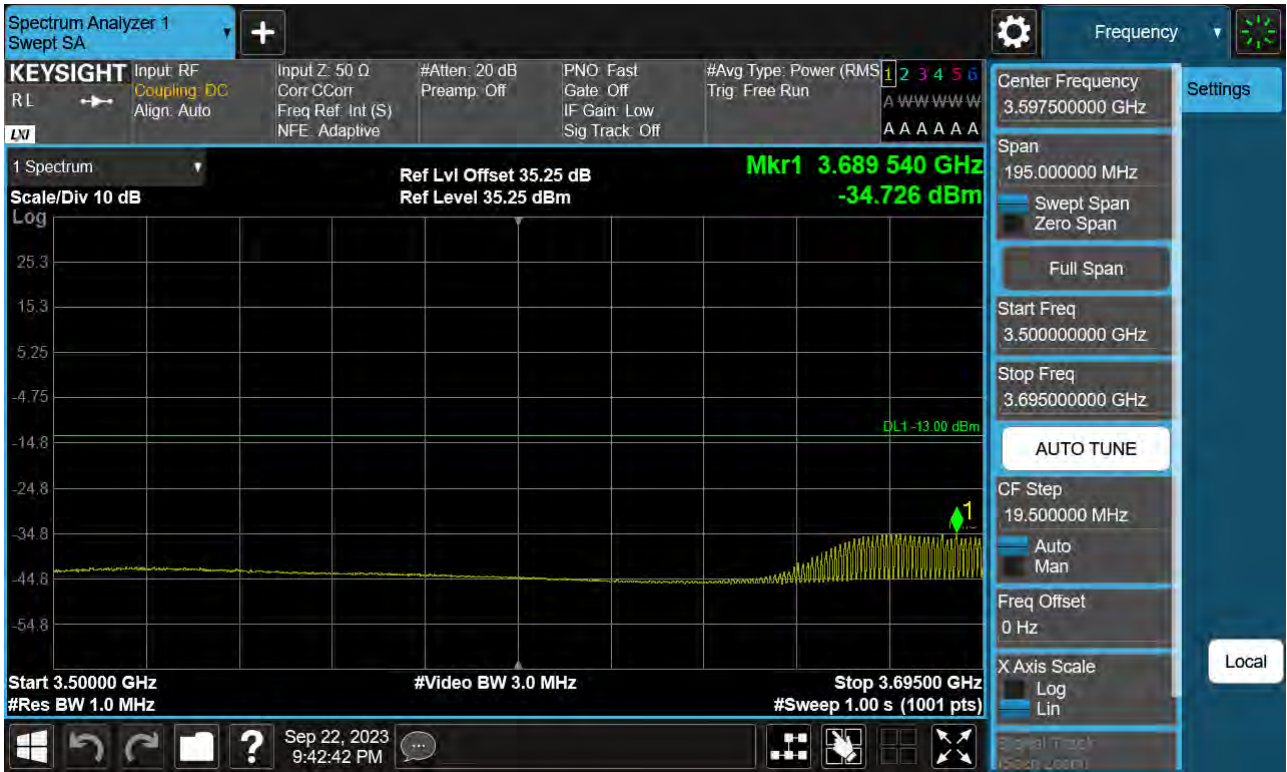 Spectrum Analyzer 1
Swept SA
+
Frequency
KEYSIGHT
RL
LXI
Input: RF
Coupling: DC
Align: Auto
Input Z: 50 Ω
Corr CCorr
Freq Ref: Int (S)
NFE: Adaptive
#Atten: 20 dB
Preamp: Off
PNO: Fast
Gate: Off
IF Gain: Low
Sig Track: Off
#Avg Type: Power (RMS
Trig: Free Run
1 2 3 4 5 6
A W W W W W
A A A A A A
1 Spectrum
Scale/Div 10 dB
Log
Ref Lvl Offset 35.25 dB
Ref Level 35.25 dBm
Mkr1 3.689 540 GHz
-34.726 dBm
25.3
15.3
5.25
-4.75
DL1 -13.00 dBm
-14.8
-24.8
1
-34.8
-44.8
-54.8
Start 3.50000 GHz
#Res BW 1.0 MHz
#Video BW 3.0 MHz
Stop 3.69500 GHz
#Sweep 1.00 s (1001 pts)
Center Frequency
3.597500000 GHz
Span
195.000000 MHz
Swept Span
Zero Span
Full Span
Start Freq
3.500000000 GHz
Stop Freq
3.695000000 GHz
AUTO TUNE
CF Step
19.500000 MHz
Auto
Man
Freq Offset
0 Hz
X Axis Scale
Log
Lin
Signal Track
(Span Zoom)
Settings
Local
?
Sep 22, 2023
9:42:42 PM